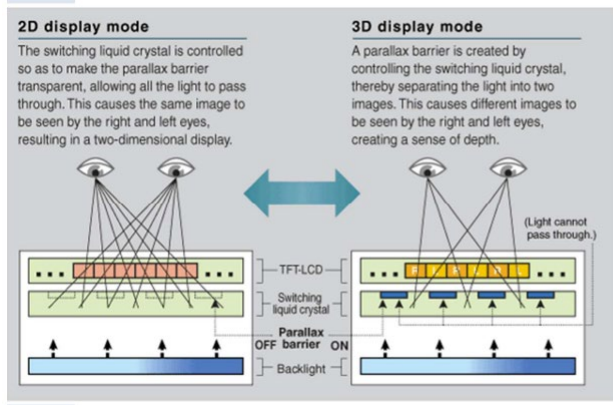 2D display mode
The switching liquid crystal is controlled
so as to make the parallax barrier
transparent, allowing all the light to pass
through. This causes the same image to
be seen by the right and left eyes,
resulting in a two-dimensional display.
3D display mode
A parallax barrier is created by
controlling the switching liquid crystal,
thereby separating the light into two
images. This causes different images to
be seen by the right and left eyes,
creating a sense of depth.
(Light cannot
pass through.)
TFT-LCD
R L R L R L
Switching
liquid crystal
Parallax
OFF barrier ON
Backlight